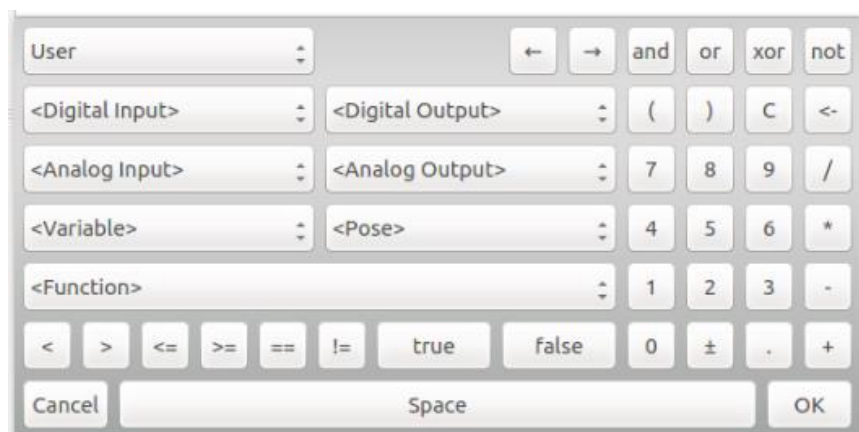 User ← → and or xor not
<Digital Input> <Digital Output> ( ) C <-
<Analog Input> <Analog Output> 7 8 9 /
<Variable> <Pose> 4 5 6 *
<Function> 1 2 3 -
< > <= >= == != true false 0 ± . +
Cancel Space OK